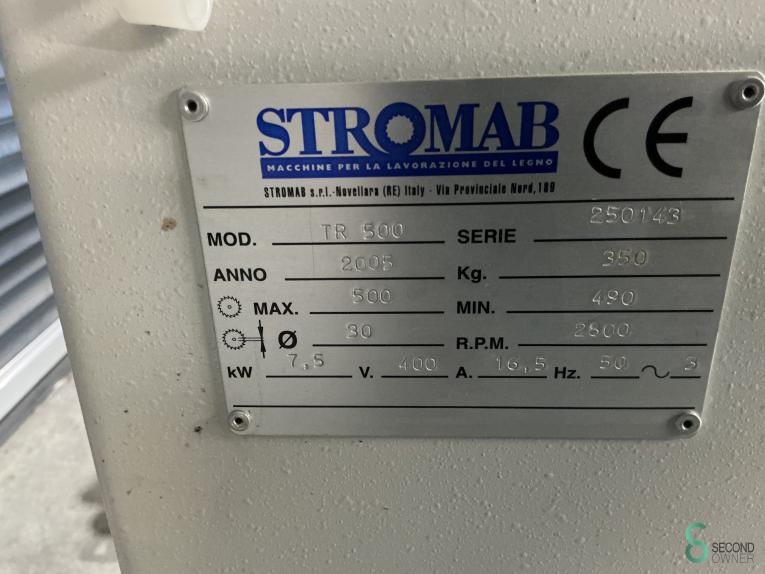 STROMAB CE
MACCHINE PER LA LAVORAZIONE DEL LEGNO
STROMAB s.r.l.-Novellara (RE) Italy - Via Provinciale Nord, 189
MOD. TR 500 SERIE 250143
ANNO 2005 Kg. 350
MAX. 500 MIN. 490
Ø 30 R.P.M. 2800
kW 7,5 V. 400 A. 16,5 Hz. 50 ~ 3
SECOND
OWNER